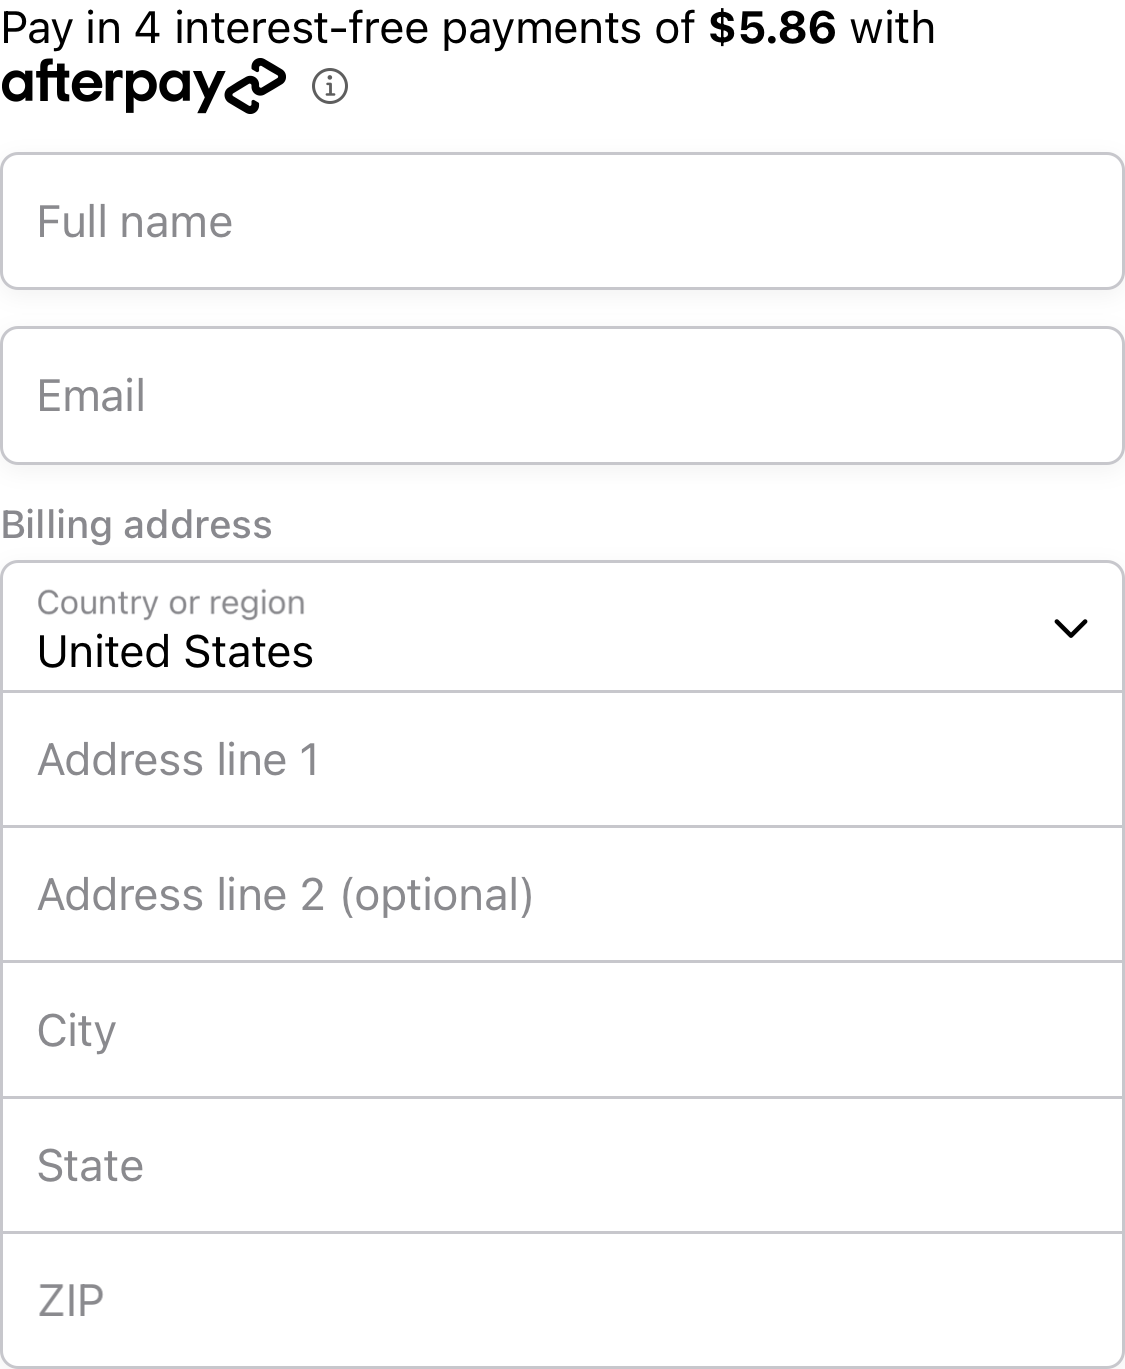 Pay in 4 interest-free payments of $5.86 with
afterpay
Full name
Email
Billing address
Country or region
United States
Address line 1
Address line 2 (optional)
City
State
ZIP